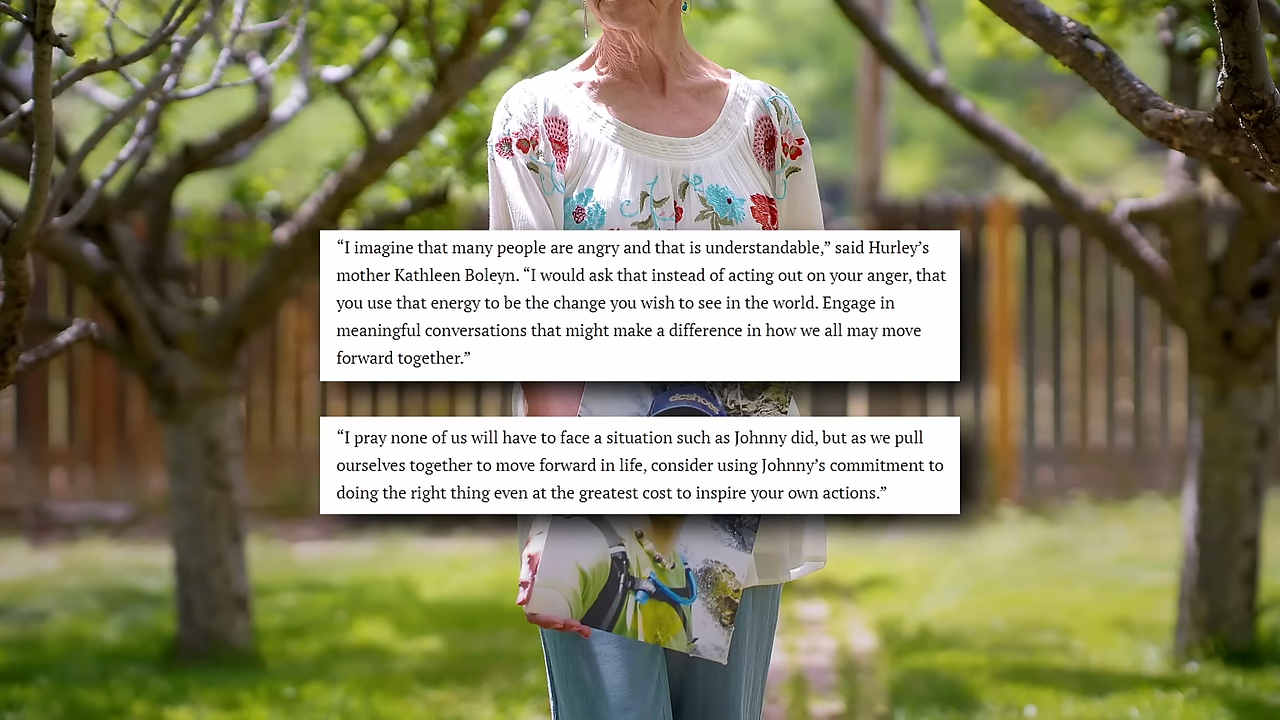 “I imagine that many people are angry and that is understandable,” said Hurley’s
mother Kathleen Boleyn. “I would ask that instead of acting out on your anger, that
you use that energy to be the change you wish to see in the world. Engage in
meaningful conversations that might make a difference in how we all may move
forward together.”
dcshoes
“I pray none of us will have to face a situation such as Johnny did, but as we pull
ourselves together to move forward in life, consider using Johnny’s commitment to
doing the right thing even at the greatest cost to inspire your own actions.”